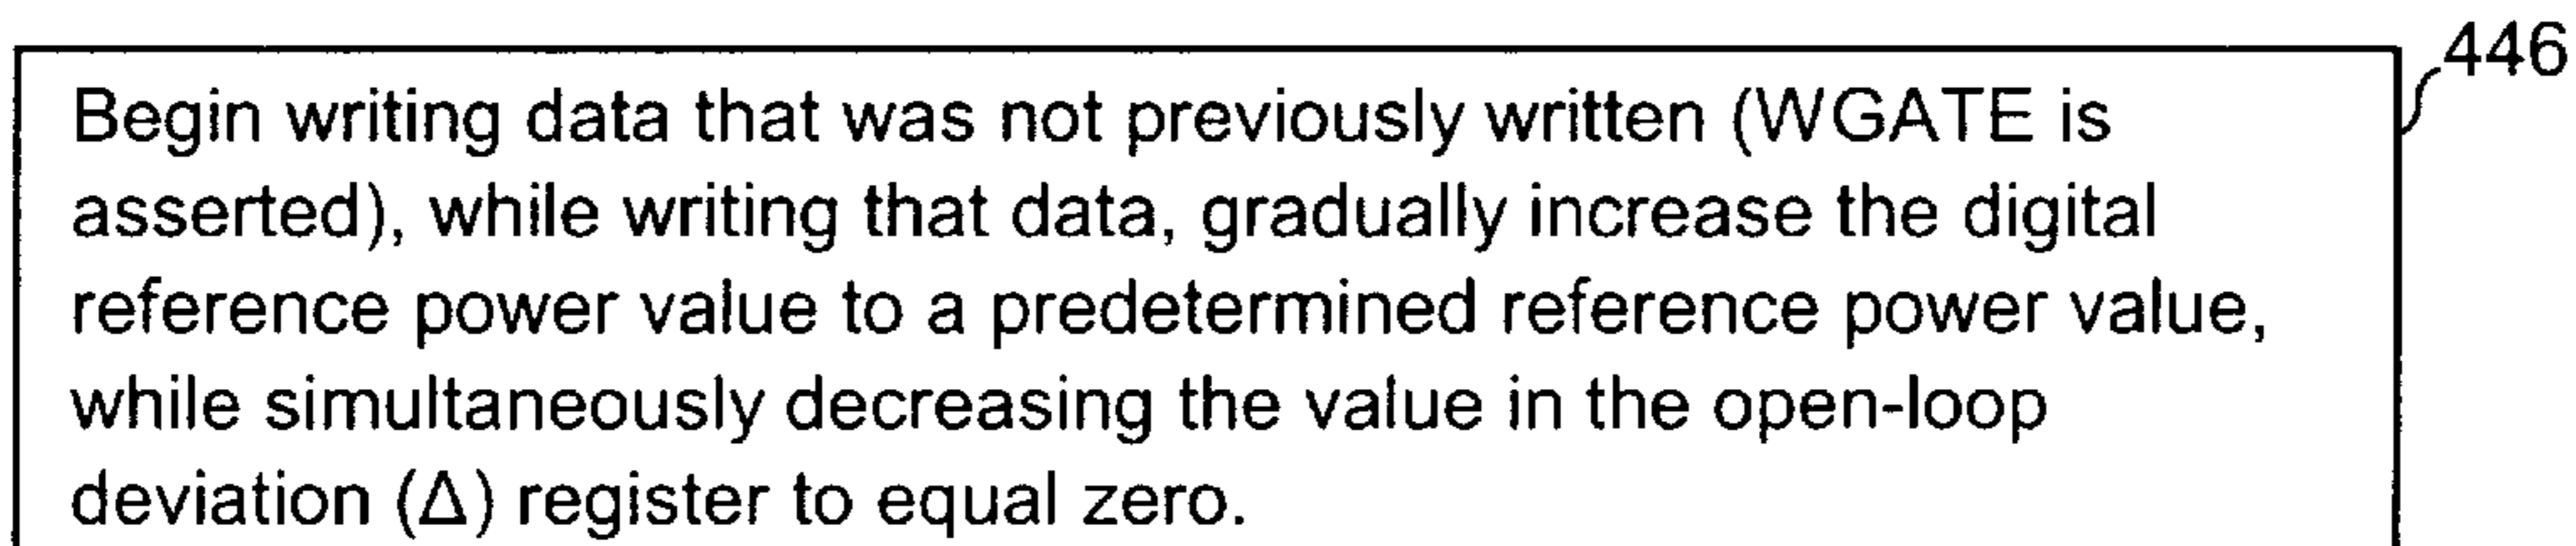 446
Begin writing data that was not previously written (WGATE is
asserted), while writing that data, gradually increase the digital
reference power value to a predetermined reference power value,
while simultaneously decreasing the value in the open-loop
deviation (Δ) register to equal zero.